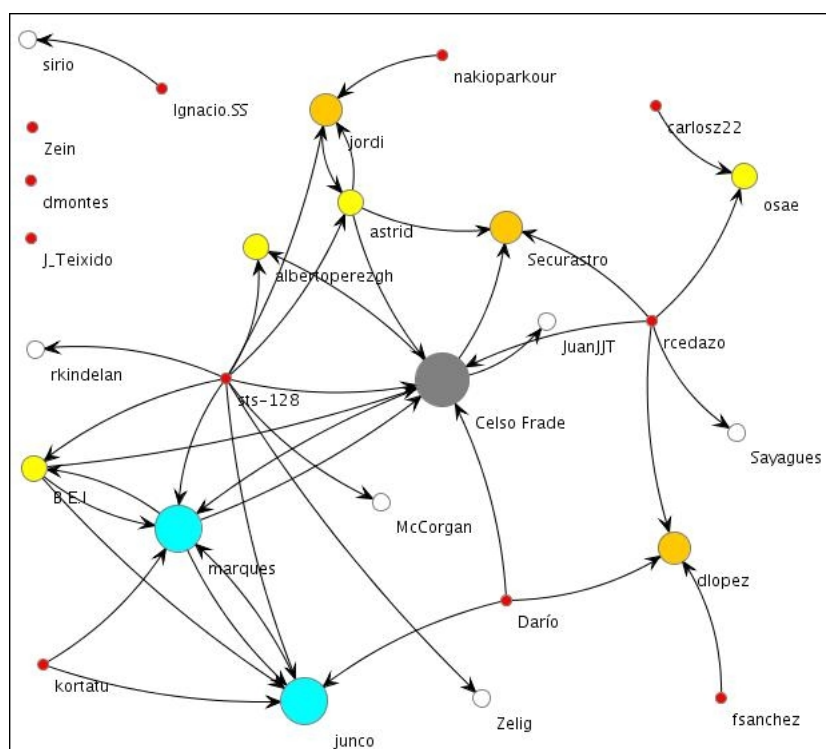 sirio
Ignacio.SS
nakioparkour
Zein
jordi
carlosz22
dmontes
osae
astrid
J_Teixido
Securastro
albertoperezgh
JuanJJT
rcedazo
rkindelan
sts-128
Celso Frade
Sayagues
B.E.I
McCorgan
marques
dlopez
Darío
kortatu
Zelig
fsanchez
junco